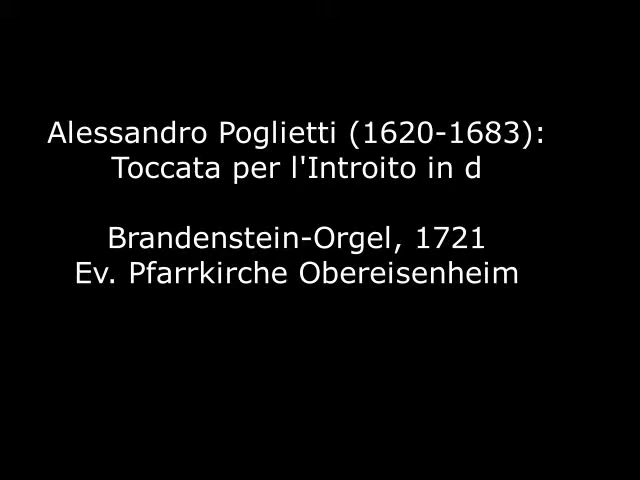 Alessandro Poglietti (1620-1683):
Toccata per l'Introito in d
Brandenstein-Orgel, 1721
Ev. Pfarrkirche Obereisenheim